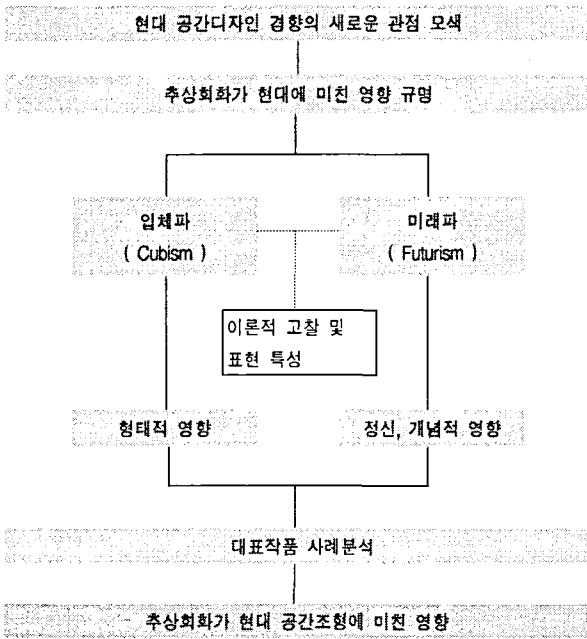 현대 공간디자인 경향의 새로운 관점 모색
추상회화가 현대에 미친 영향 규명
입체파
( Cubism )
미래파
( Futurism )
이론적 고찰 및
표현 특성
형태적 영향
정신, 개념적 영향
대표작품 사례분석
추상회화가 현대 공간조형에 미친 영향